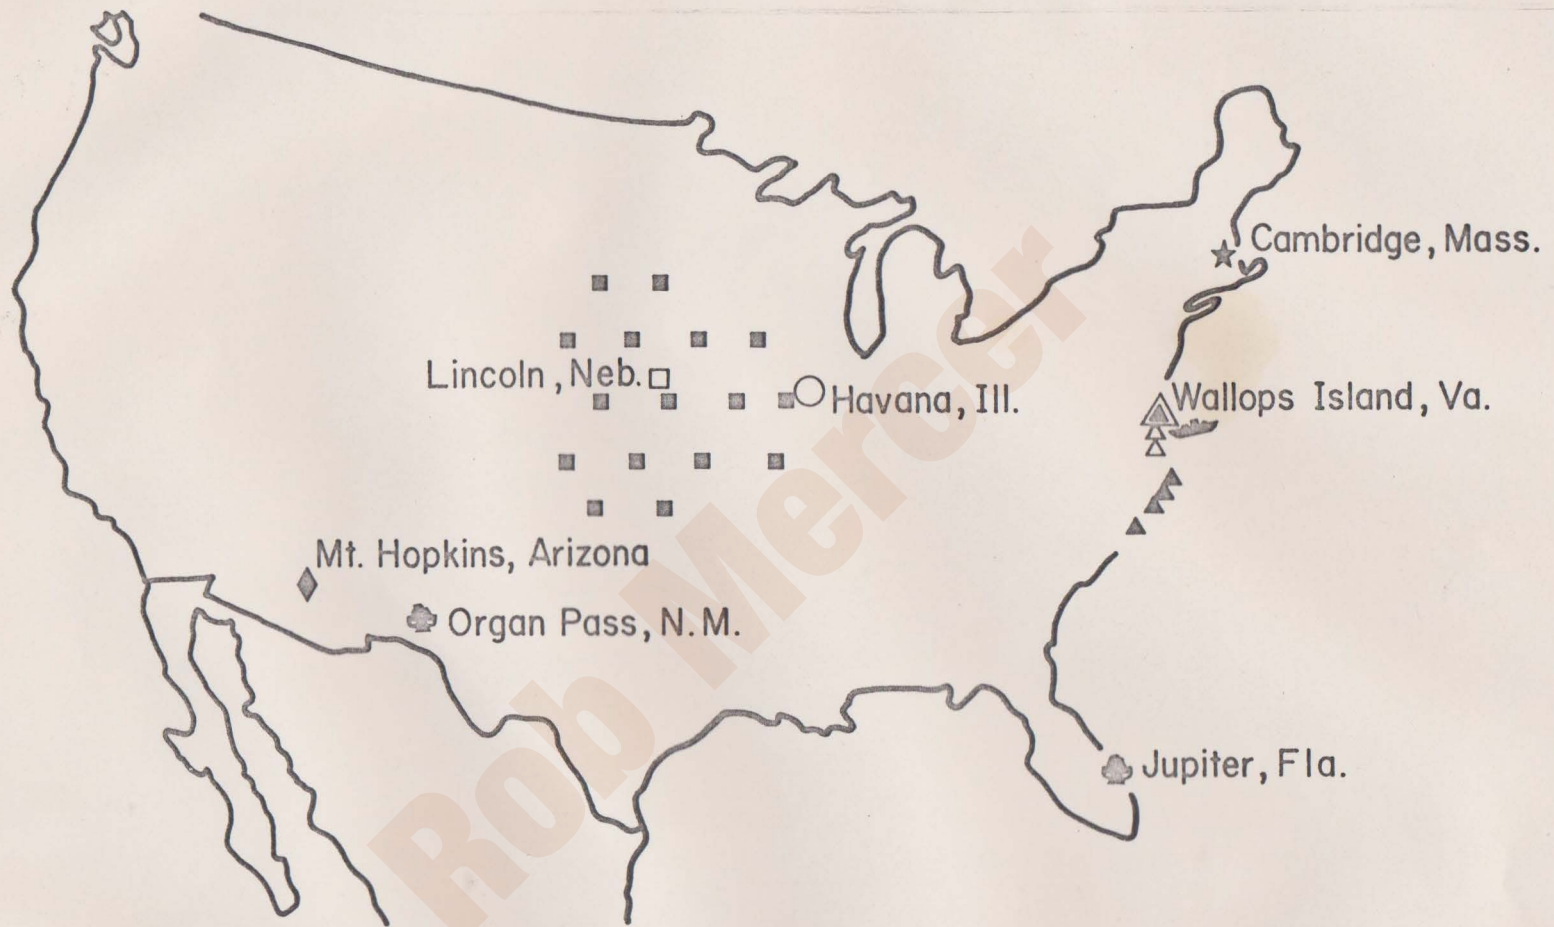 Cambridge, Mass.
Lincoln, Neb.
Havana, Ill.
Wallops Island, Va.
Mt. Hopkins, Arizona
Organ Pass, N.M.
Jupiter, Fla.
Rob Mercer